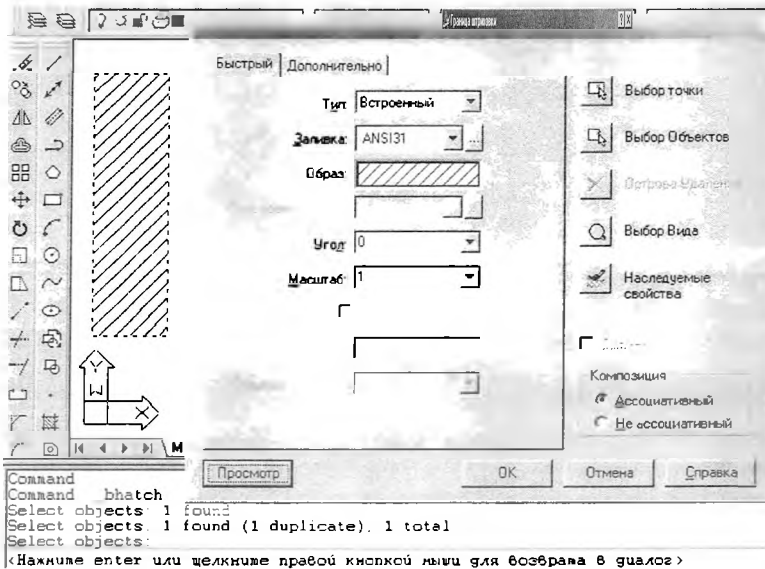 Граница штриховки
Быстрый
Дополнительно
Тип: Встроенный
Заливка: ANSI31
...
Образ:
Угол: 0
Масштаб: 1
Выбор точки
Выбор Объектов
Острова Удаления
Выбор Вида
Наследуемые
свойства
Композиция
Ассоциативный
Не ассоциативный
Просмотр
OK
Отмена
Справка
Y
W
X
M
Command
Command bhatch
Select objects: 1 found
Select objects: 1 found (1 duplicate), 1 total
Select objects:
<Нажмите enter или щелкните правой кнопкой мыши для возврата в диалог>